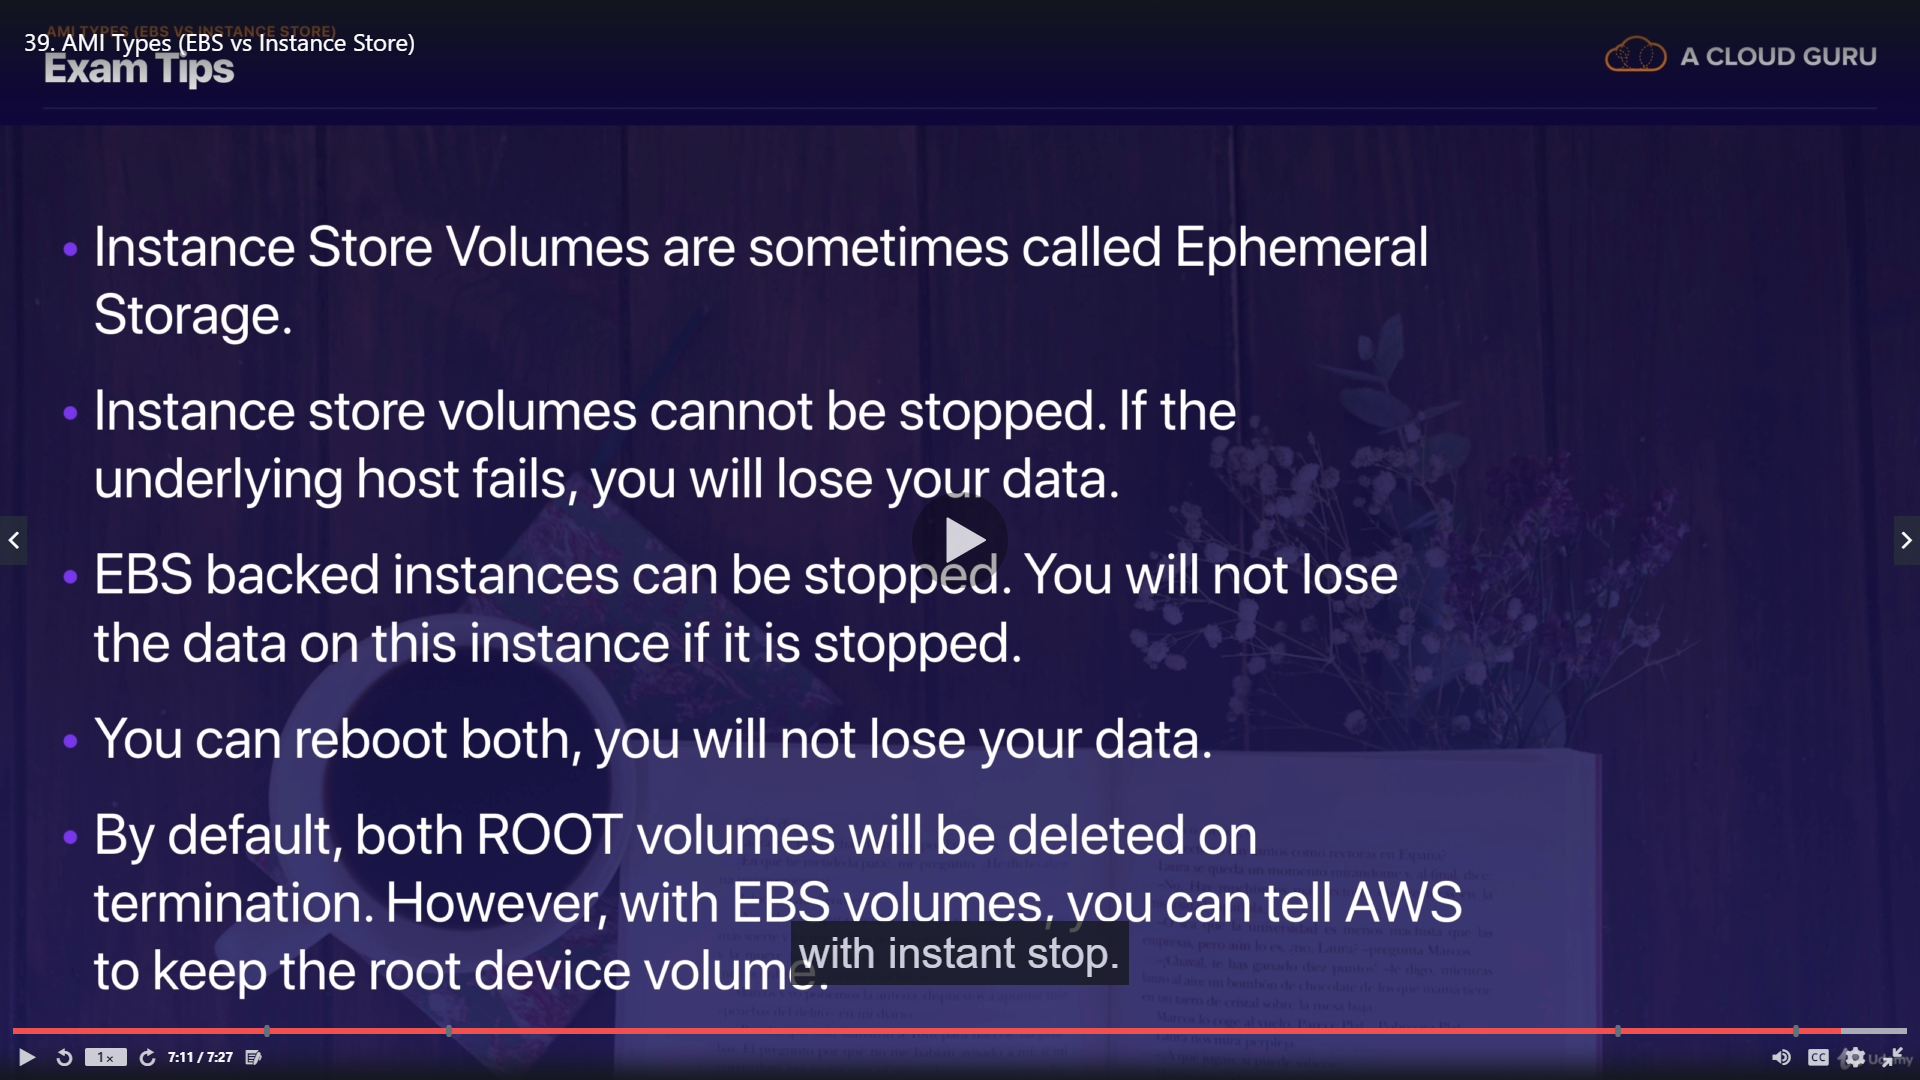 AMI TYPES (EBS VS INSTANCE STORE)
39. AMI Types (EBS vs Instance Store)
Exam Tips
A CLOUD GURU
• Instance Store Volumes are sometimes called Ephemeral
Storage.
• Instance store volumes cannot be stopped. If the
underlying host fails, you will lose your data.
• EBS backed instances can be stopped. You will not lose
the data on this instance if it is stopped.
• You can reboot both, you will not lose your data.
• By default, both ROOT volumes will be deleted on
termination. However, with EBS volumes, you can tell AWS
to keep the root device volume.
with instant stop.
1x
7:11 / 7:27
CC
Udemy